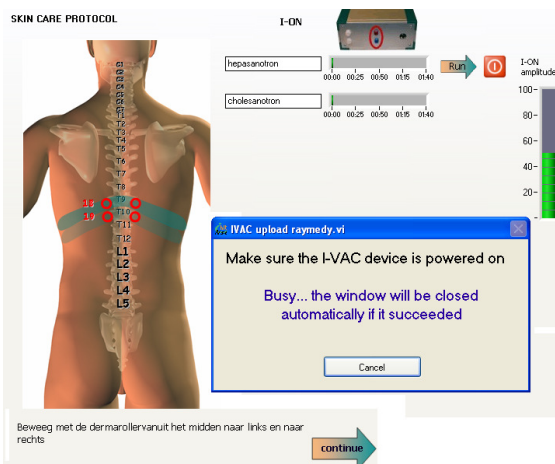 SKIN CARE PROTOCOL
I-ON
hepasanotron
00:00 00:25 00:50 01:15 01:40
Run
I-ON
amplitude
cholesanotron
00:00 00:25 00:50 01:15 01:40
100-
80-
60-
40-
20-
C1
C2
C3
C4
C5
C6
C7
T1
T2
T3
T4
T5
T6
T7
T8
T9
T10
T11
T12
L1
L2
L3
L4
L5
18
19
IVAC upload raymedy.vi
Make sure the I-VAC device is powered on
Busy... the window will be closed
automatically if it succeeded
Cancel
Beweeg met de dermarollervanuit het midden naar links en naar
rechts
continue